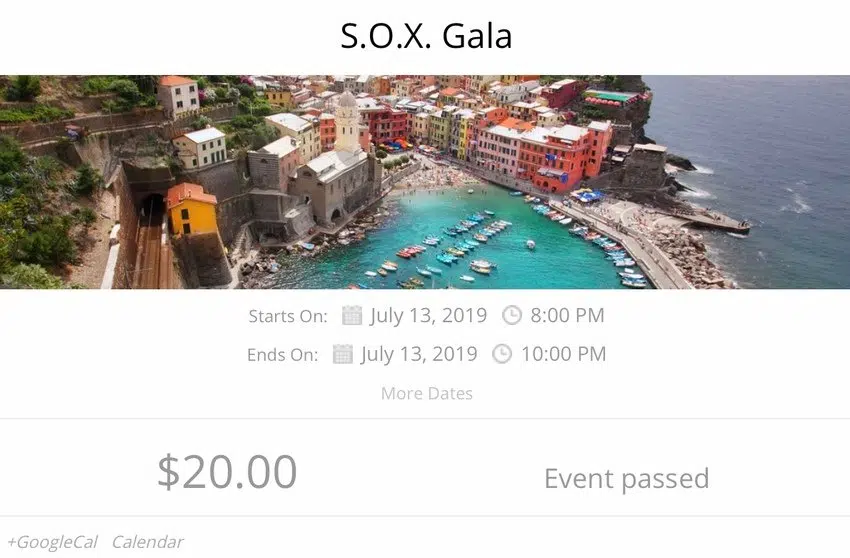 S.O.X. Gala
Starts On: July 13, 2019 8:00 PM
Ends On: July 13, 2019 10:00 PM
More Dates
$20.00 Event passed
+GoogleCal Calendar